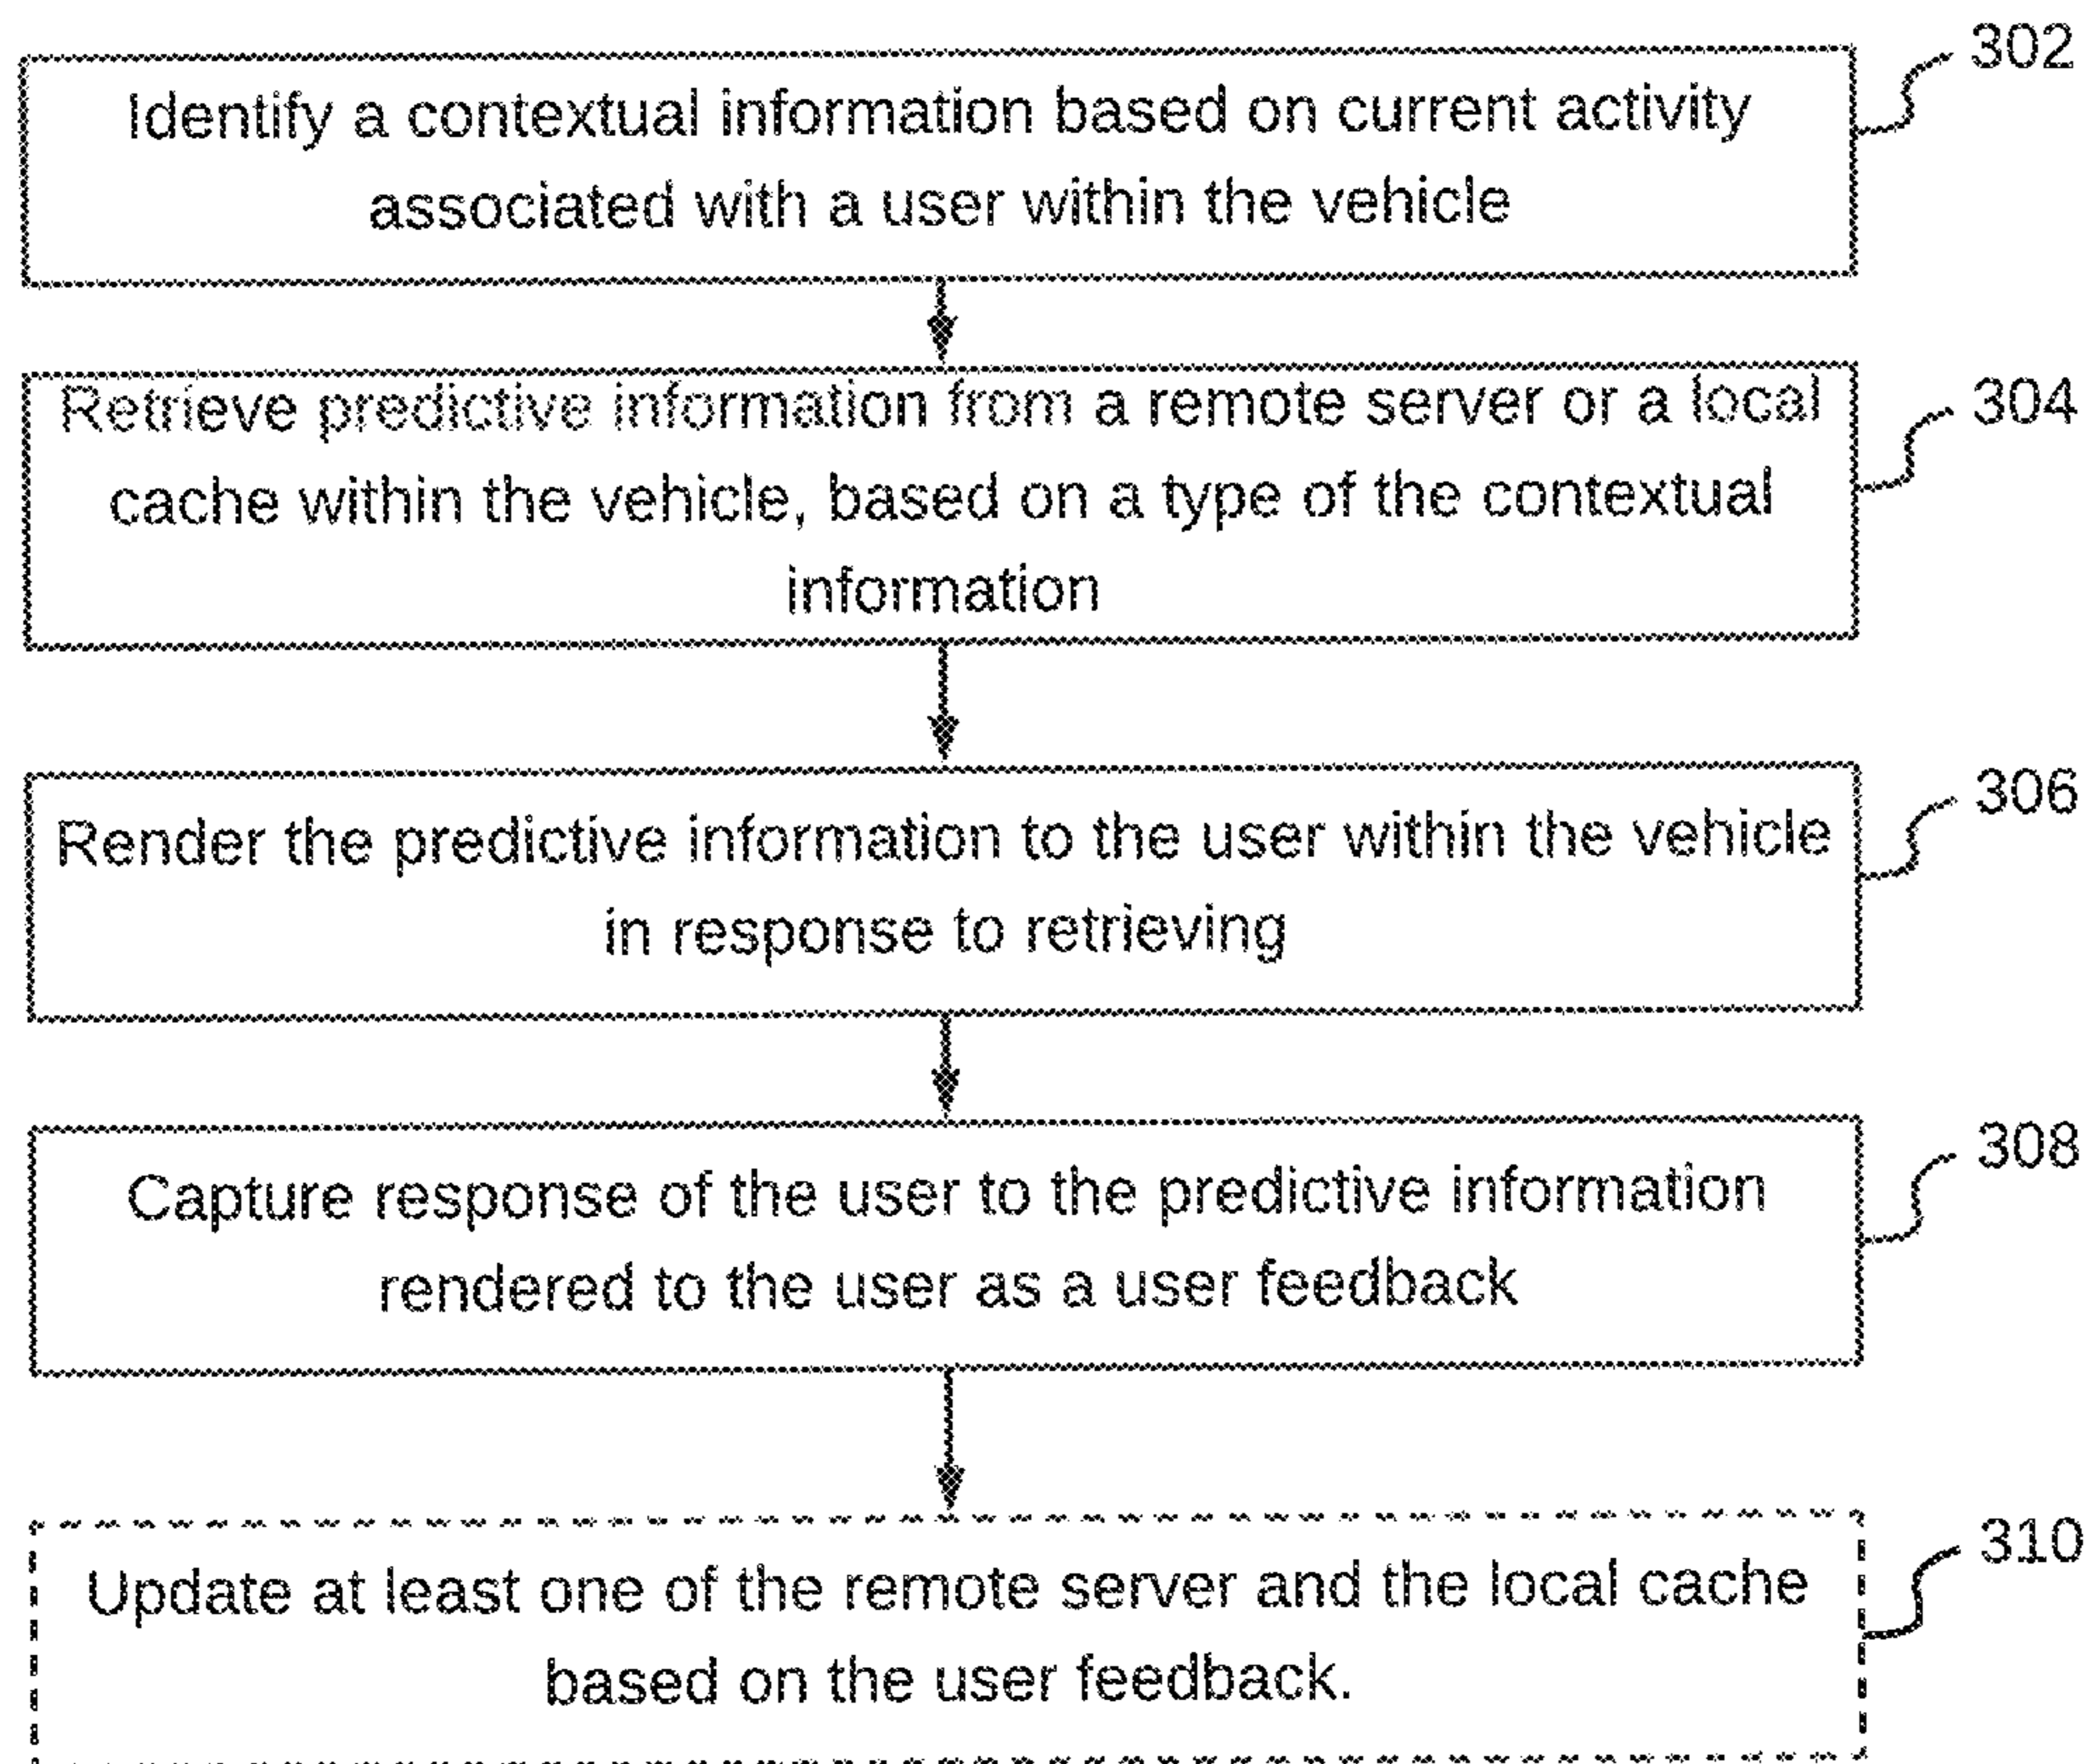 302
Identify a contextual information based on current activity
associated with a user within the vehicle
304
Retrieve predictive information from a remote server or a local
cache within the vehicle, based on a type of the contextual
information
306
Render the predictive information to the user within the vehicle
in response to retrieving
308
Capture response of the user to the predictive information
rendered to the user as a user feedback
310
Update at least one of the remote server and the local cache
based on the user feedback.